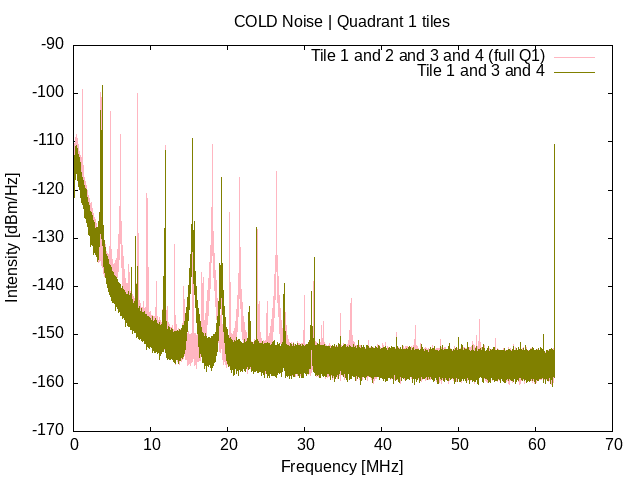 COLD Noise | Quadrant 1 tiles
Tile 1 and 2 and 3 and 4 (full Q1)
Tile 1 and 3 and 4
Intensity [dBm/Hz]
-90
-100
-110
-120
-130
-140
-150
-160
-170
0 10 20 30 40 50 60 70
Frequency [MHz]